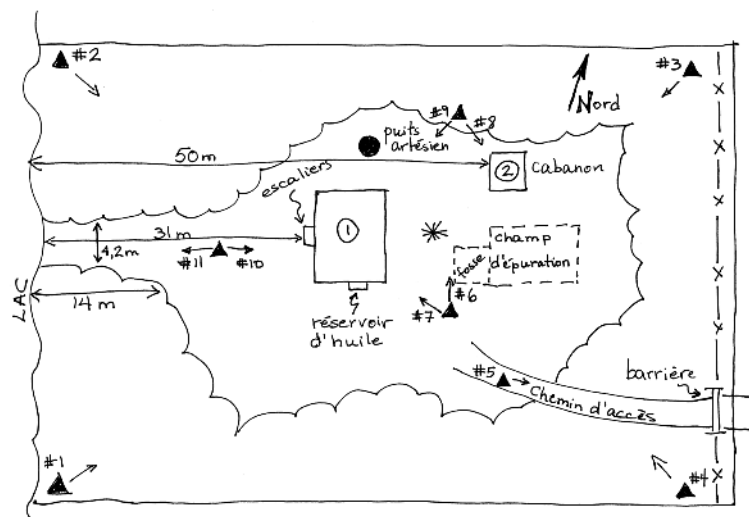 #2
#3
Nord
#9
#8
puits
artésien
50m
② cabanon
escaliers
①
31 m
4,2m
#11
#10
champ
d'épuration
fosse
#6
#7
LAC
14 m
réservoir
d'huile
#5
Chemin d'accès
barrière
#1
#4